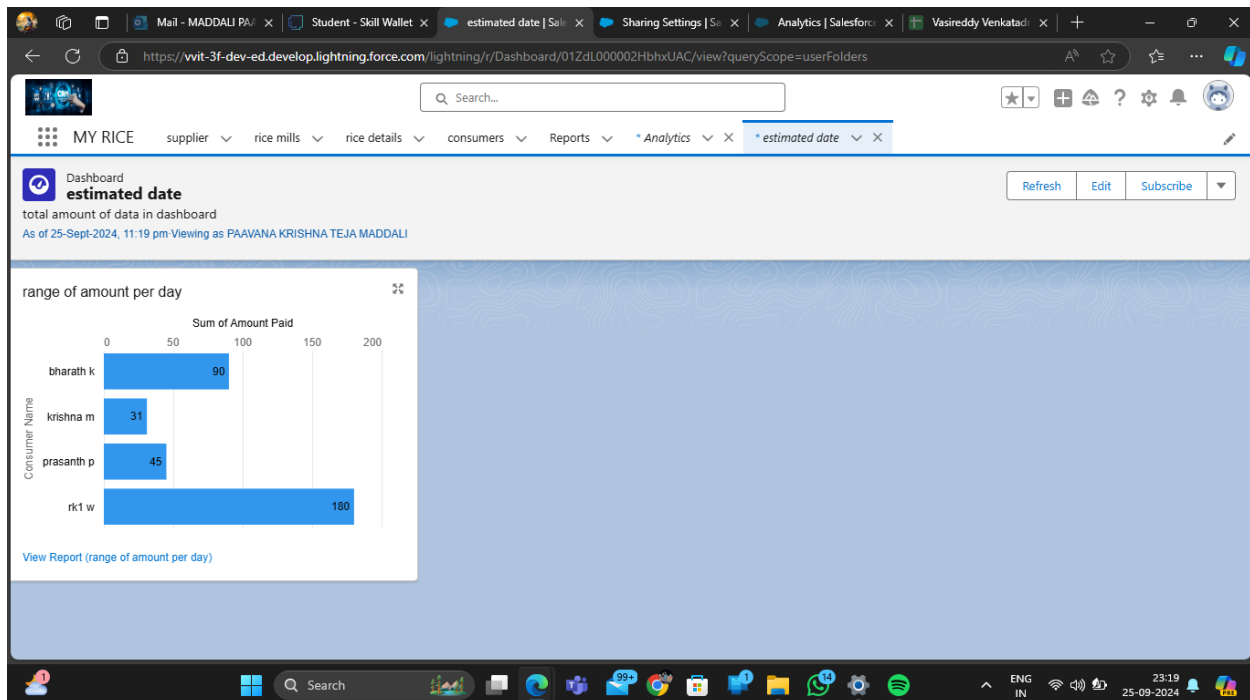 Mail - MADDALI PAA
Student - Skill Wallet
estimated date | Sale
Sharing Settings | Sa
Analytics | Salesforce
Vasireddy Venkatad
https://vvit-3f-dev-ed.develop.lightning.force.com/lightning/r/Dashboard/01ZdL000002HbhxUAC/view?queryScope=userFolders
Search...
MY RICE supplier rice mills rice details consumers Reports * Analytics * estimated date
Dashboard
estimated date
total amount of data in dashboard
As of 25-Sept-2024, 11:19 pm·Viewing as PAAVANA KRISHNA TEJA MADDALI
Refresh Edit Subscribe
range of amount per day
Sum of Amount Paid
0 50 100 150 200
Consumer Name
bharath k 90
krishna m 31
prasanth p 45
rk1 w 180
View Report (range of amount per day)
1
Search
99+
1
14
ENG
IN
23:19
25-09-2024